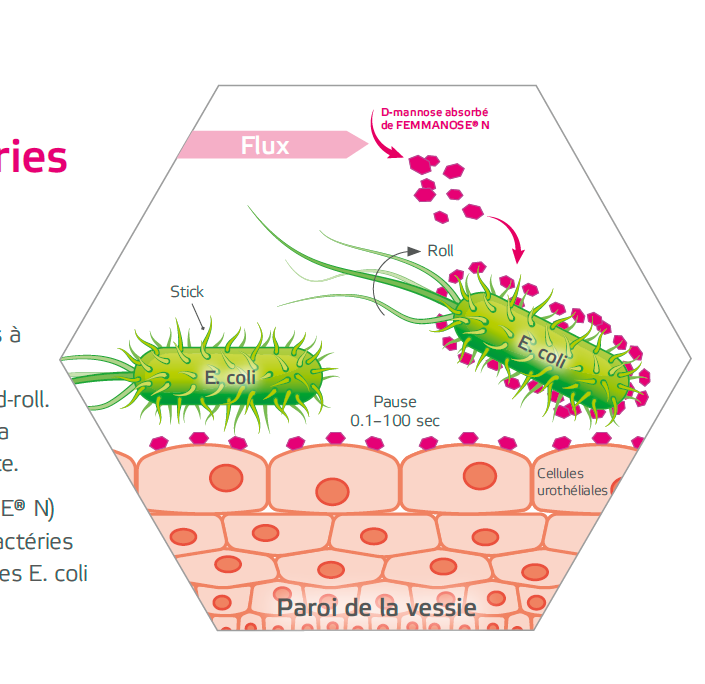 ries
D-mannose absorbé
de FEMMANOSE® N
Flux
Roll
Stick
s à
E. coli
E. coli
d-roll.
Pause
0.1–100 sec
a
te.
Cellules
urothéliales
E® N)
actéries
es E. coli
Paroi de la vessie